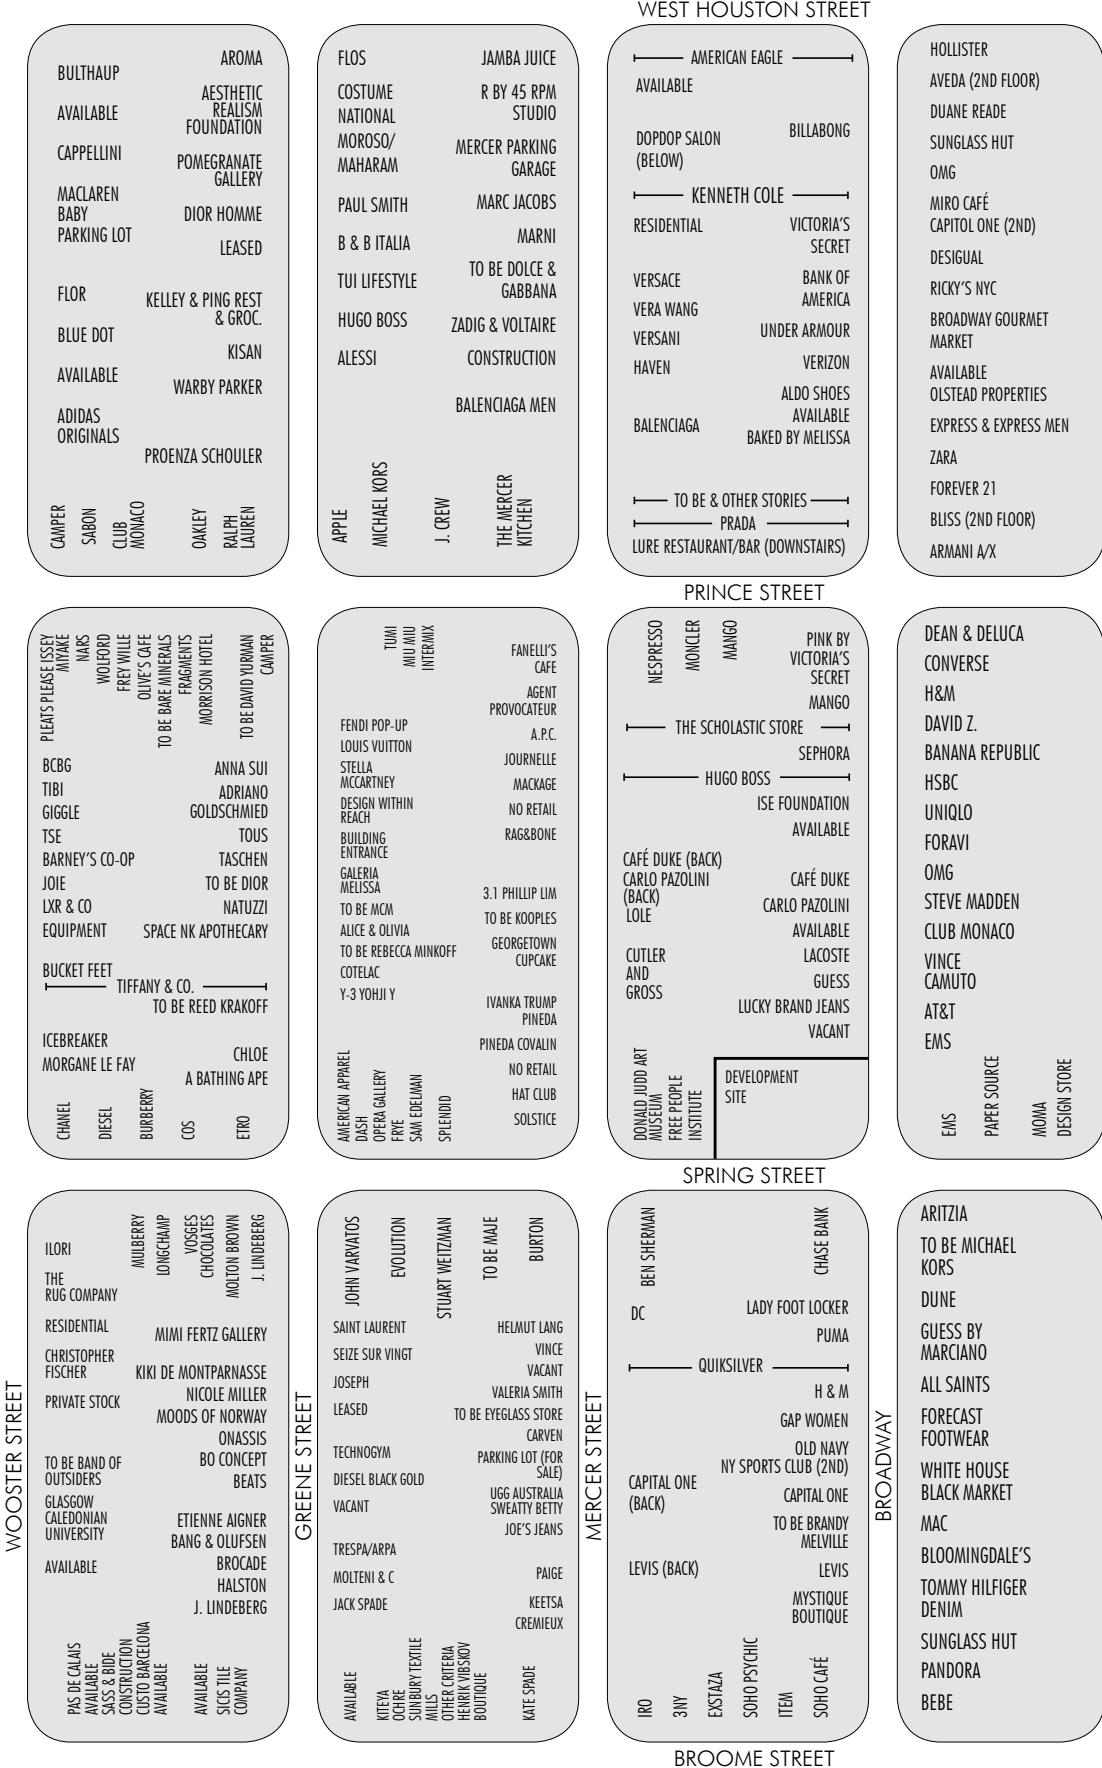 WEST HOUSTON STREET
BULTHAUP
AVAILABLE
CAPPELLINI
MACLAREN
BABY
PARKING LOT
FLOR
BLUE DOT
AVAILABLE
ADIDAS
ORIGINALS
AROMA
AESTHETIC
REALISM
FOUNDATION
POMEGRANATE
GALLERY
DIOR HOMME
LEASED
KELLEY & PING REST
& GROC.
KISAN
WARBY PARKER
PROENZA SCHOULER
CAMPER
SABON
CLUB
MONACO
OAKLEY
RALPH
LAUREN
FLOS
COSTUME
NATIONAL
MOROSO/
MAHARAM
PAUL SMITH
B & B ITALIA
TUI LIFESTYLE
HUGO BOSS
ALESSI
JAMBA JUICE
R BY 45 RPM
STUDIO
MERCER PARKING
GARAGE
MARC JACOBS
MARNI
TO BE DOLCE &
GABBANA
ZADIG & VOLTAIRE
CONSTRUCTION
BALENCIAGA MEN
APPLE
MICHAEL KORS
J. CREW
THE MERCER
KITCHEN
AMERICAN EAGLE
AVAILABLE
DOPDOP SALON
(BELOW)
BILLABONG
KENNETH COLE
RESIDENTIAL
VERSACE
VERA WANG
VERSANI
HAVEN
BALENCIAGA
VICTORIA'S
SECRET
BANK OF
AMERICA
UNDER ARMOUR
VERIZON
ALDO SHOES
AVAILABLE
BAKED BY MELISSA
TO BE & OTHER STORIES
PRADA
LURE RESTAURANT/BAR (DOWNSTAIRS)
HOLLISTER
AVEDA (2ND FLOOR)
DUANE READE
SUNGLASS HUT
OMG
MIRO CAFÉ
CAPITOL ONE (2ND)
DESIGUAL
RICKY'S NYC
BROADWAY GOURMET
MARKET
AVAILABLE
OLSTEAD PROPERTIES
EXPRESS & EXPRESS MEN
ZARA
FOREVER 21
BLISS (2ND FLOOR)
ARMANI A/X
PRINCE STREET
PLEATS PLEASE ISSEY
MIYAKE
NARS
WOLFORD
FREY WILLE
OLIVE'S CAFE
TO BE BARE MINERALS
FRAGMENTS
MORRISON HOTEL
TO BE DAVID YURMAN
CAMPER
BCBG
TIBI
GIGGLE
TSE
BARNEY'S CO-OP
JOIE
LXR & CO
EQUIPMENT
BUCKET FEET
ANNA SUI
ADRIANO
GOLDSCHMIED
TOUS
TASCHEN
TO BE DIOR
NATUZZI
SPACE NK APOTHECARY
TIFFANY & CO.
TO BE REED KRAKOFF
ICEBREAKER
MORGANE LE FAY
CHLOE
A BATHING APE
CHANEL
DIESEL
BURBERRY
COS
ETRO
TUMI
MIU MIU
INTERMIX
FENDI POP-UP
LOUIS VUITTON
STELLA
MCCARTNEY
DESIGN WITHIN
REACH
BUILDING
ENTRANCE
GALERIA
MELISSA
TO BE MCM
ALICE & OLIVIA
TO BE REBECCA MINKOFF
COTELAC
Y-3 YOHJI Y
FANELLI'S
CAFE
AGENT
PROVOCATEUR
A.P.C.
JOURNELLE
MACKAGE
NO RETAIL
RAG&BONE
3.1 PHILLIP LIM
TO BE KOOPLES
GEORGETOWN
CUPCAKE
IVANKA TRUMP
PINEDA
PINEDA COVALIN
NO RETAIL
HAT CLUB
SOLSTICE
AMERICAN APPAREL
DASH
OPERA GALLERY
FRYE
SAM EDELMAN
SPLENDID
NESPRESSO
MONCLER
MANGO
PINK BY
VICTORIA'S
SECRET
MANGO
THE SCHOLASTIC STORE
SEPHORA
HUGO BOSS
ISE FOUNDATION
AVAILABLE
CAFÉ DUKE (BACK)
CARLO PAZOLINI
(BACK)
LOLE
CUTLER
AND
GROSS
CAFÉ DUKE
CARLO PAZOLINI
AVAILABLE
LACOSTE
GUESS
LUCKY BRAND JEANS
VACANT
DONALD JUDD ART
MUSEUM
FREE PEOPLE
INSTITUTE
DEVELOPMENT
SITE
DEAN & DELUCA
CONVERSE
H&M
DAVID Z.
BANANA REPUBLIC
HSBC
UNIQLO
FORAVI
OMG
STEVE MADDEN
CLUB MONACO
VINCE
CAMUTO
AT&T
EMS
EMS
PAPER SOURCE
MOMA
DESIGN STORE
SPRING STREET
WOOSTER STREET
ILORI
THE
RUG COMPANY
RESIDENTIAL
CHRISTOPHER
FISCHER
PRIVATE STOCK
TO BE BAND OF
OUTSIDERS
GLASGOW
CALEDONIAN
UNIVERSITY
AVAILABLE
MULBERRY
LONGCHAMP
VOSGES
CHOCOLATES
MOLTON BROWN
J. LINDEBERG
MIMI FERTZ GALLERY
KIKI DE MONTPARNASSE
NICOLE MILLER
MOODS OF NORWAY
ONASSIS
BO CONCEPT
BEATS
ETIENNE AIGNER
BANG & OLUFSEN
BROCADE
HALSTON
J. LINDEBERG
PAS DE CALAIS
AVAILABLE
SASS & BIDE
CONSTRUCTION
CUSTO BARCELONA
AVAILABLE
AVAILABLE
SICIS TILE
COMPANY
GREENE STREET
JOHN VARVATOS
EVOLUTION
STUART WEITZMAN
TO BE MAJE
BURTON
SAINT LAURENT
SEIZE SUR VINGT
JOSEPH
LEASED
TECHNOGYM
DIESEL BLACK GOLD
VACANT
TRESPA/ARPA
MOLTENI & C
JACK SPADE
HELMUT LANG
VINCE
VACANT
VALERIA SMITH
TO BE EYEGLASS STORE
CARVEN
PARKING LOT (FOR
SALE)
UGG AUSTRALIA
SWEATY BETTY
JOE'S JEANS
PAIGE
KEETSA
CREMIEUX
AVAILABLE
KITEYA
OCHRE
SUNBURY TEXTILE
MILLS
OTHER CRITERIA
HENRIK VIBSKOV
BOUTIQUE
KATE SPADE
MERCER STREET
BEN SHERMAN
CHASE BANK
DC
LADY FOOT LOCKER
PUMA
QUIKSILVER
H & M
GAP WOMEN
OLD NAVY
NY SPORTS CLUB (2ND)
CAPITAL ONE
(BACK)
CAPITAL ONE
TO BE BRANDY
MELVILLE
LEVIS (BACK)
LEVIS
MYSTIQUE
BOUTIQUE
IRO
3NY
EXSTAZA
SOHO PSYCHIC
ITEM
SOHO CAFÉ
BROADWAY
ARITZIA
TO BE MICHAEL
KORS
DUNE
GUESS BY
MARCIANO
ALL SAINTS
FORECAST
FOOTWEAR
WHITE HOUSE
BLACK MARKET
MAC
BLOOMINGDALE'S
TOMMY HILFIGER
DENIM
SUNGLASS HUT
PANDORA
BEBE
BROOME STREET